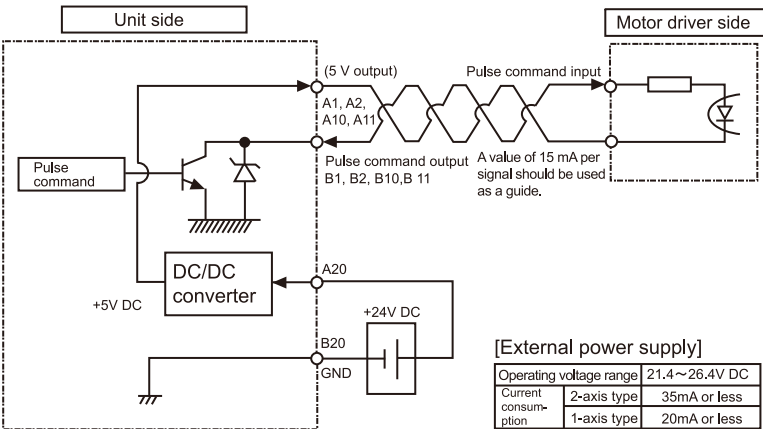 Unit side
Motor driver side
(5 V output)
Pulse command input
A1, A2,
A10, A11
Pulse command output
B1, B2, B10,B 11
A value of 15 mA per
signal should be used
as a guide.
Pulse
command
DC/DC
converter
+5V DC
A20
+24V DC
B20
GND
[External power supply]
Operating voltage range 21.4～26.4V DC
Current
consum-
ption
2-axis type 35mA or less
1-axis type 20mA or less